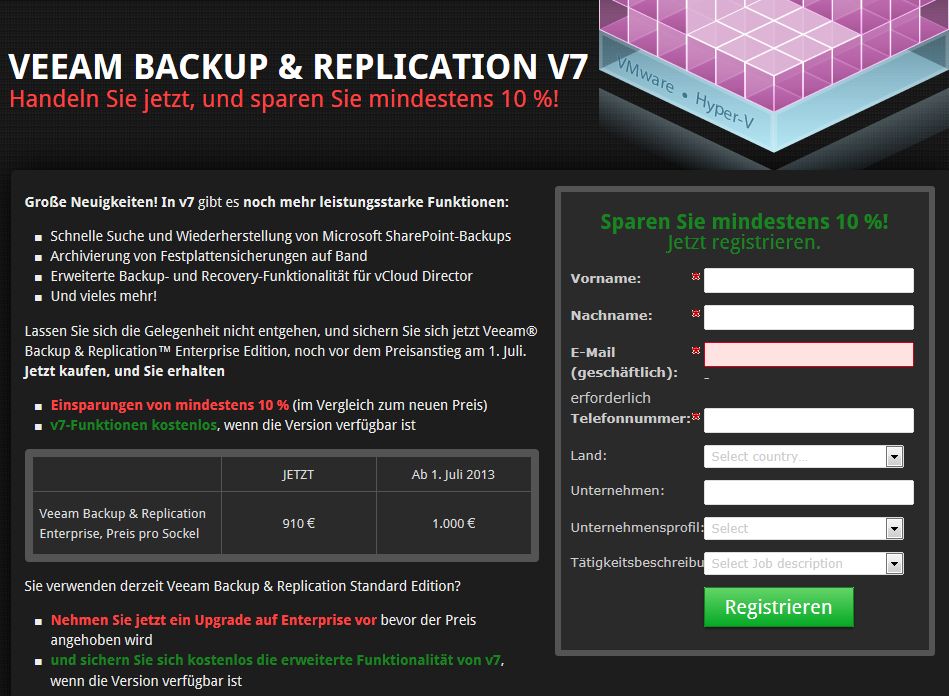 VEEAM BACKUP & REPLICATION V7
Handeln Sie jetzt, und sparen Sie mindestens 10 %!
VMware • Hyper-V
Große Neuigkeiten! In v7 gibt es noch mehr leistungsstarke Funktionen:
Schnelle Suche und Wiederherstellung von Microsoft SharePoint-Backups
Archivierung von Festplattensicherungen auf Band
Erweiterte Backup- und Recovery-Funktionalität für vCloud Director
Und vieles mehr!
Lassen Sie sich die Gelegenheit nicht entgehen, und sichern Sie sich jetzt Veeam®
Backup & Replication™ Enterprise Edition, noch vor dem Preisanstieg am 1. Juli.
Jetzt kaufen, und Sie erhalten
Einsparungen von mindestens 10 % (im Vergleich zum neuen Preis)
v7-Funktionen kostenlos, wenn die Version verfügbar ist
JETZT
Ab 1. Juli 2013
Veeam Backup & Replication
Enterprise, Preis pro Sockel
910 €
1.000 €
Sie verwenden derzeit Veeam Backup & Replication Standard Edition?
Nehmen Sie jetzt ein Upgrade auf Enterprise vor bevor der Preis
angehoben wird
und sichern Sie sich kostenlos die erweiterte Funktionalität von v7,
wenn die Version verfügbar ist
Sparen Sie mindestens 10 %!
Jetzt registrieren.
Vorname:
Nachname:
E-Mail
(geschäftlich):
-
erforderlich
Telefonnummer:
Land:
Select country...
Unternehmen:
Unternehmensprofil:
Select
Tätigkeitsbeschreibu
Select Job description
Registrieren